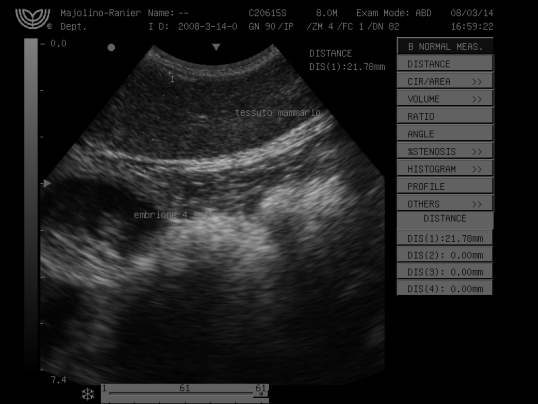 Majolino-Ranier Name: -- C20615S 8.0M Exam Mode: ABD 08/03/14
© Dept. I D: 2008-3-14-0 GN 90/IP /ZM 4/FC 1/DN 82 16:59:22
0.0
DISTANCE
DIS(1):21.78mm
1
tessuto mammario
embrione 4
7.4
1 61 61
B NORMAL MEAS.
DISTANCE
CIR/AREA >>
VOLUME >>
RATIO
ANGLE
%STENOSIS >>
HISTOGRAM >>
PROFILE
OTHERS >>
DISTANCE
DIS(1):21.78mm
DIS(2): 0.00mm
DIS(3): 0.00mm
DIS(4): 0.00mm